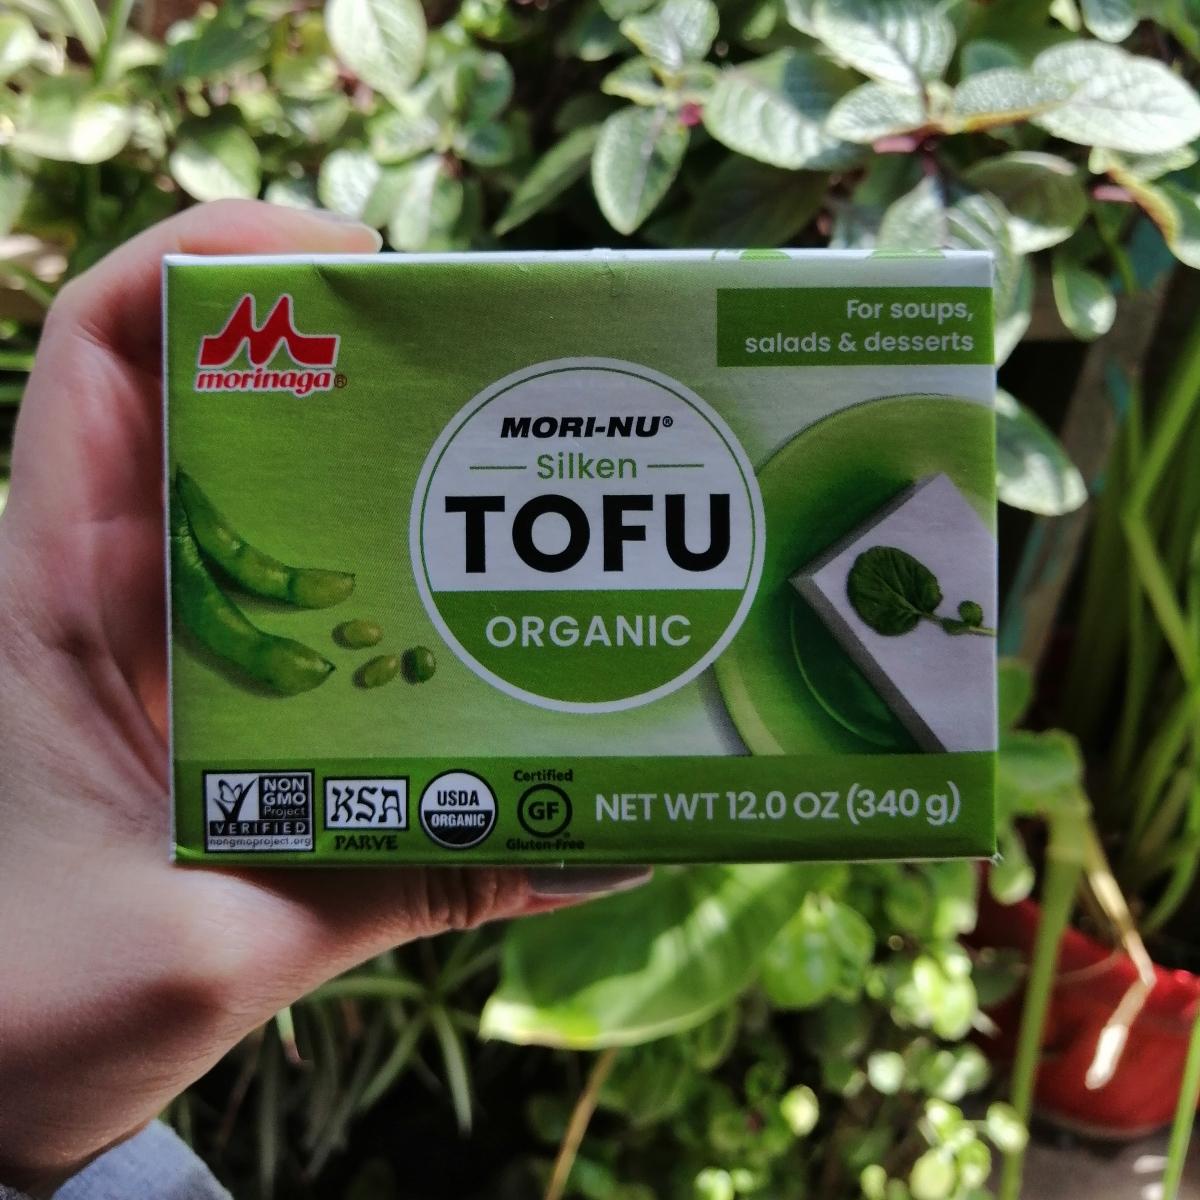 morinaga®
For soups,
salads & desserts
MORI-NU®
Silken
TOFU
ORGANIC
NON
GMO
Project
VERIFIED
nongmoproject.org
KSA
PARVE
USDA
ORGANIC
Certified
GF
Gluten-Free
NET WT 12.0 OZ (340 g)